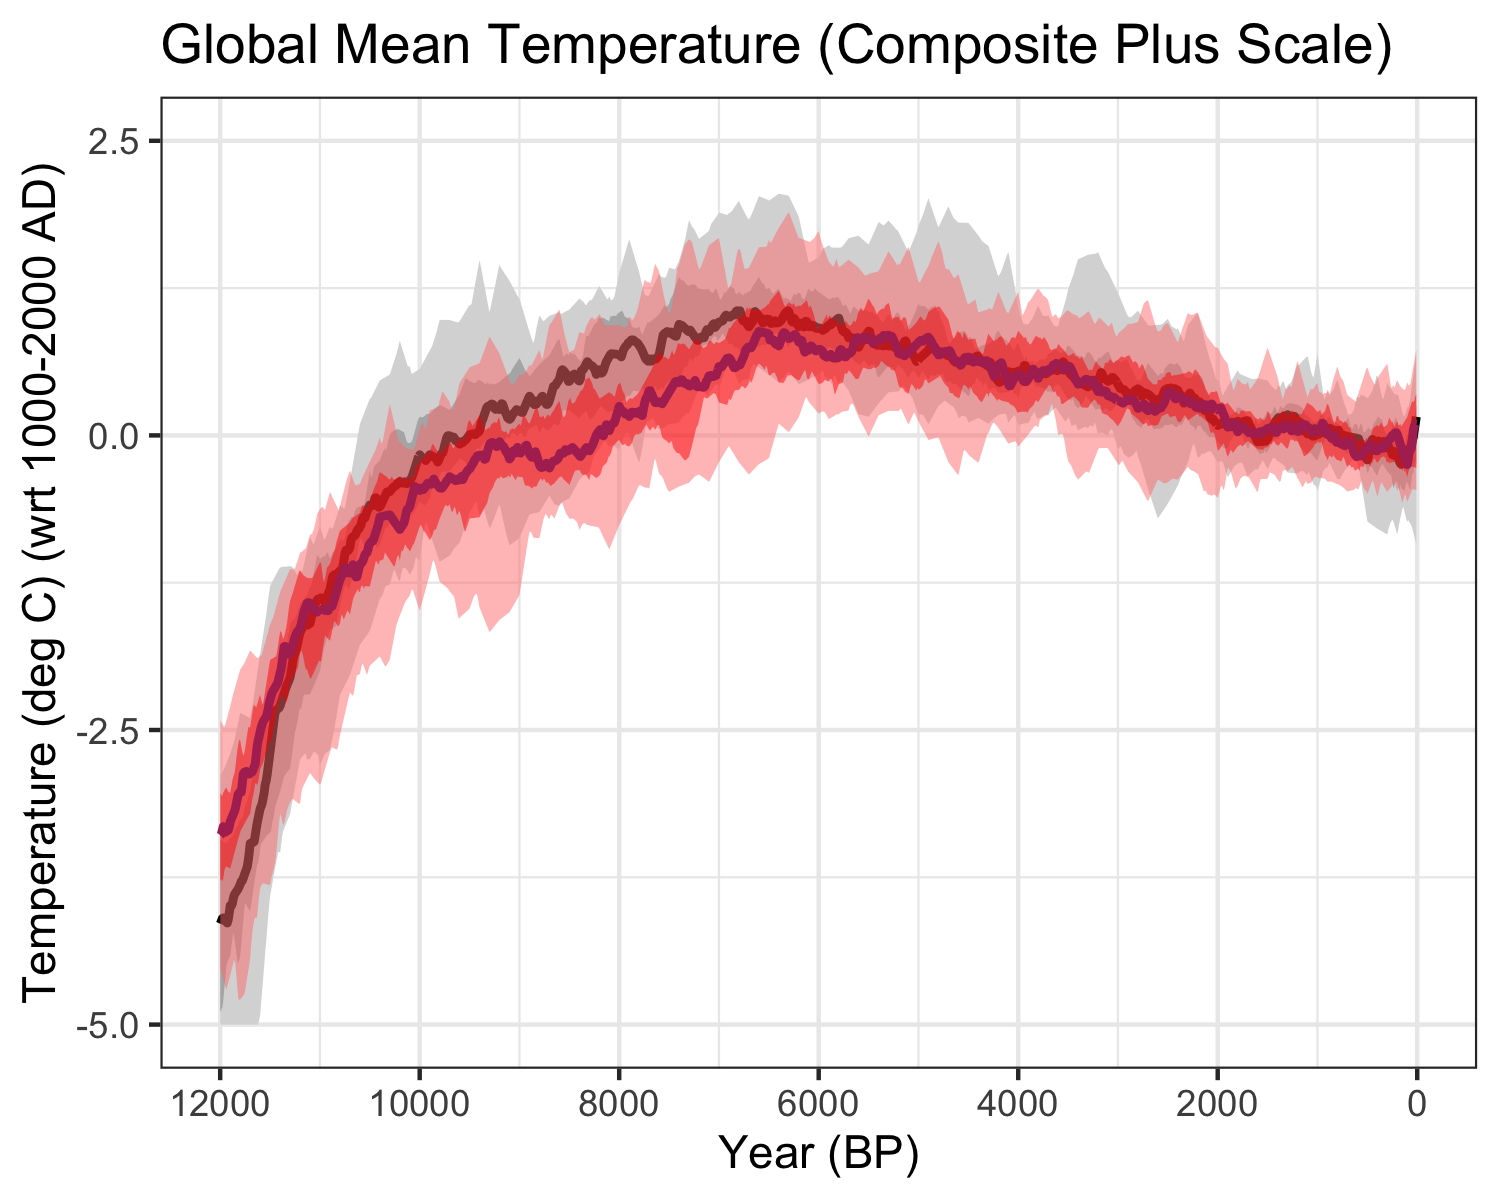 Global Mean Temperature (Composite Plus Scale)
Temperature (deg C) (wrt 1000-2000 AD)
2.5
0.0
-2.5
-5.0
12000 10000 8000 6000 4000 2000 0
Year (BP)